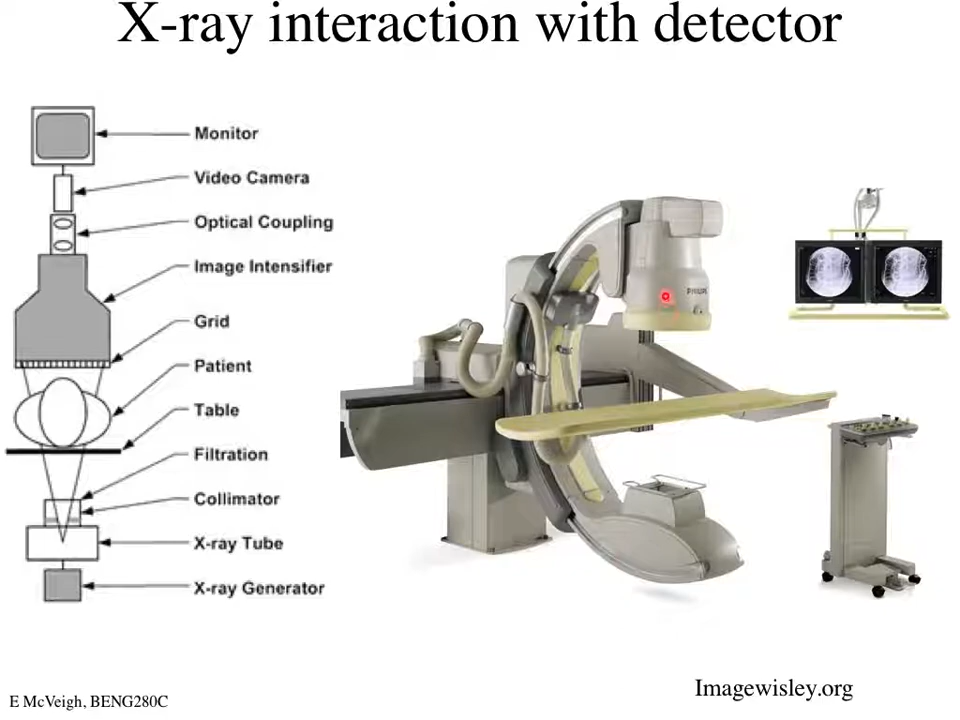 X-ray interaction with detector
Monitor
Video Camera
Optical Coupling
Image Intensifier
Grid
Patient
Table
Filtration
Collimator
X-ray Tube
X-ray Generator
PHILIPS
Imagewisley.org
E McVeigh, BENG280C